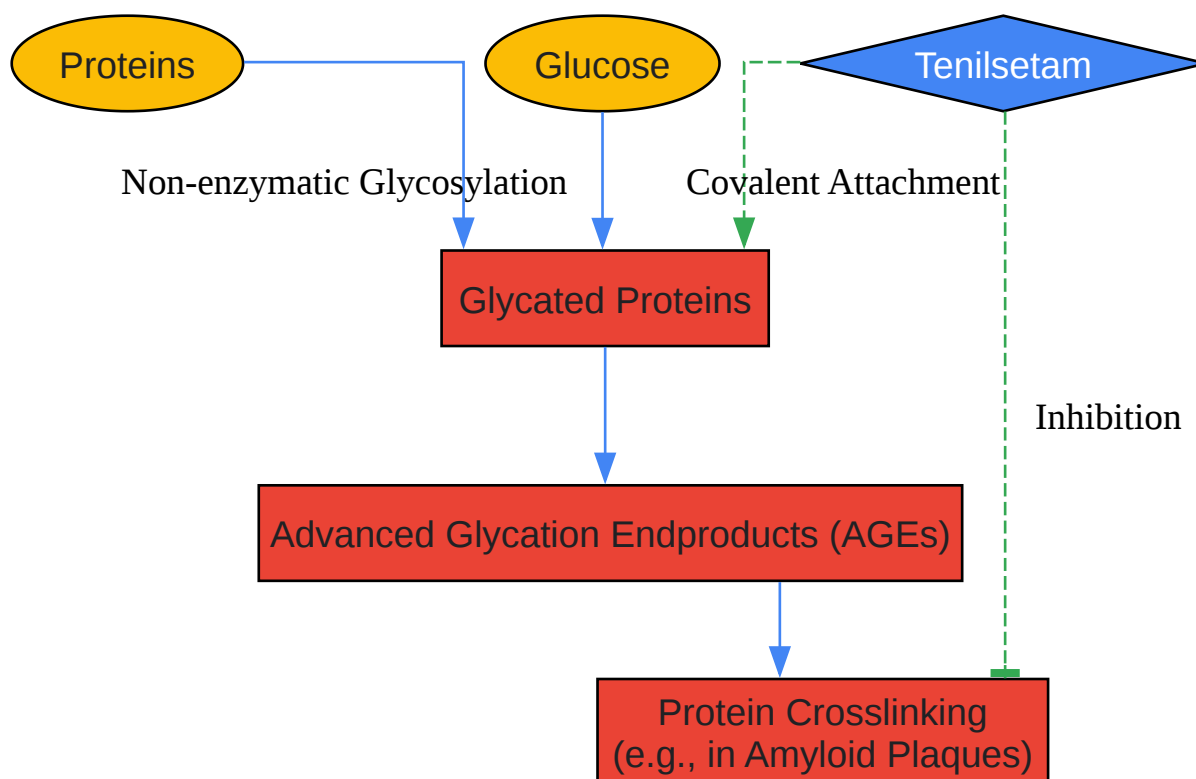 Proteins
Glucose
Tenilsetam
Non-enzymatic Glycosylation
Covalent Attachment
Glycated Proteins
Inhibition
Advanced Glycation Endproducts (AGEs)
Protein Crosslinking
(e.g., in Amyloid Plaques)